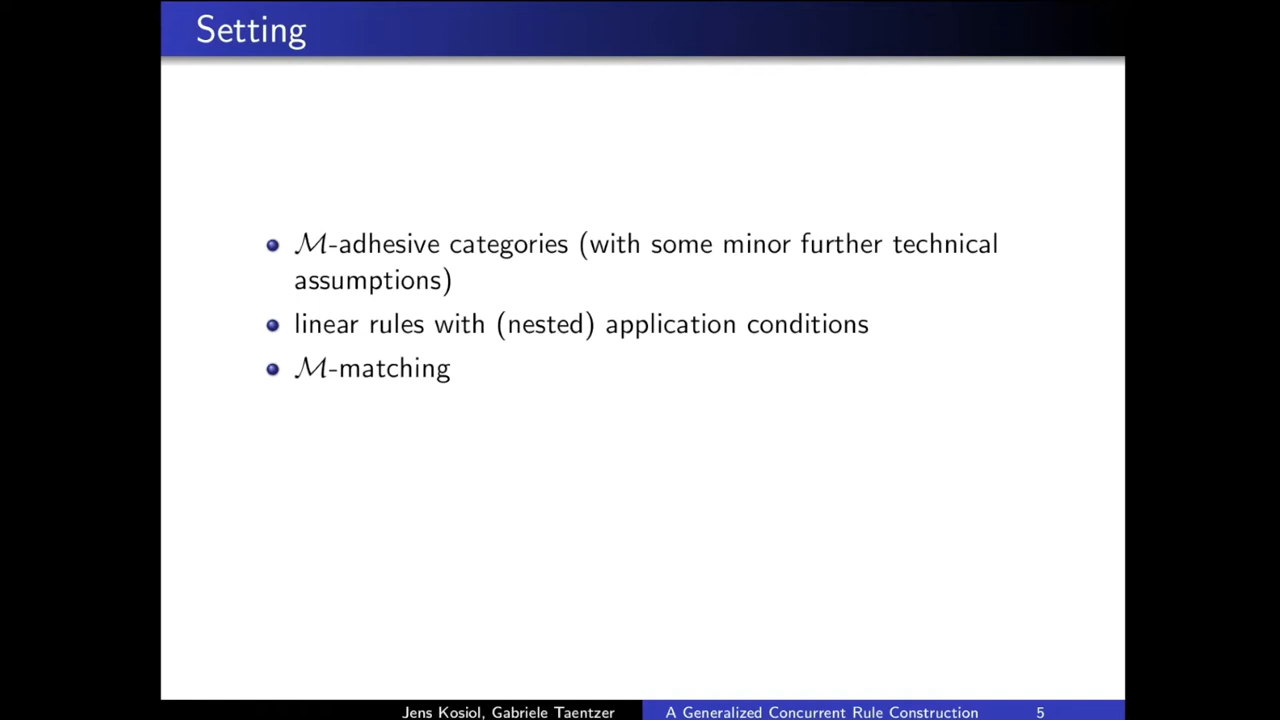 Setting
ℳ-adhesive categories (with some minor further technical
assumptions)
linear rules with (nested) application conditions
ℳ-matching
Jens Kosiol, Gabriele Taentzer A Generalized Concurrent Rule Construction 5